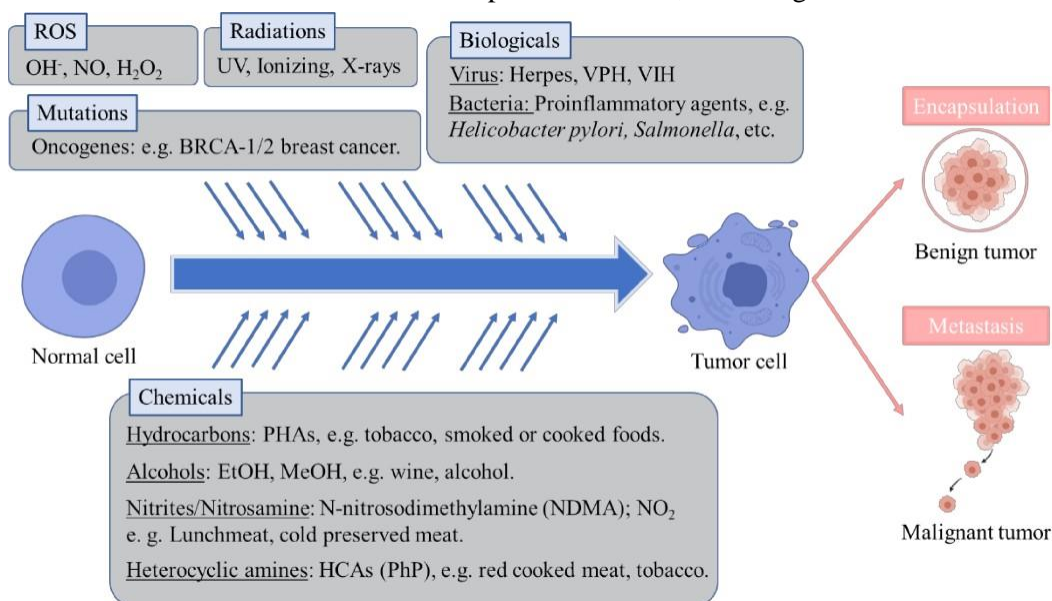 ROS
OH⁻, NO, H₂O₂
Radiations
UV, Ionizing, X-rays
Biologicals
Virus: Herpes, VPH, VIH
Bacteria: Proinflammatory agents, e.g.
Helicobacter pylori, Salmonella, etc.
Mutations
Oncogenes: e.g. BRCA-1/2 breast cancer.
Normal cell
Tumor cell
Encapsulation
Benign tumor
Metastasis
Malignant tumor
Chemicals
Hydrocarbons: PHAs, e.g. tobacco, smoked or cooked foods.
Alcohols: EtOH, MeOH, e.g. wine, alcohol.
Nitrites/Nitrosamine: N-nitrosodimethylamine (NDMA); NO₂
e. g. Lunchmeat, cold preserved meat.
Heterocyclic amines: HCAs (PhP), e.g. red cooked meat, tobacco.